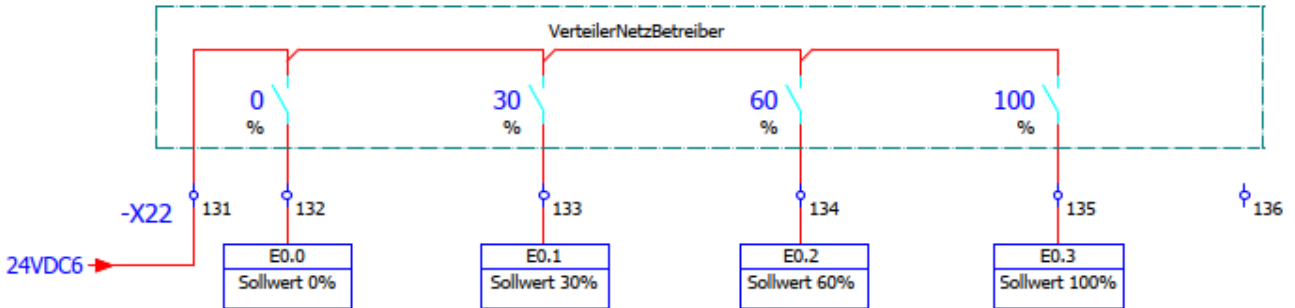 VerteilerNetzBetreiber
0 30 60 100
% % % %
-X22 131 132 133 134 135 136
24VDC6
E0.0 E0.1 E0.2 E0.3
Sollwert 0% Sollwert 30% Sollwert 60% Sollwert 100%